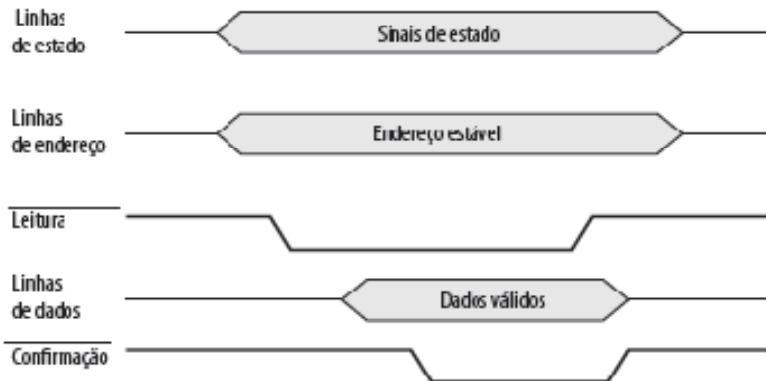 Linhas
de estado
Sinais de estado
Linhas
de endereço
Endereço estável
Leitura
Linhas
de dados
Dados válidos
Confirmação